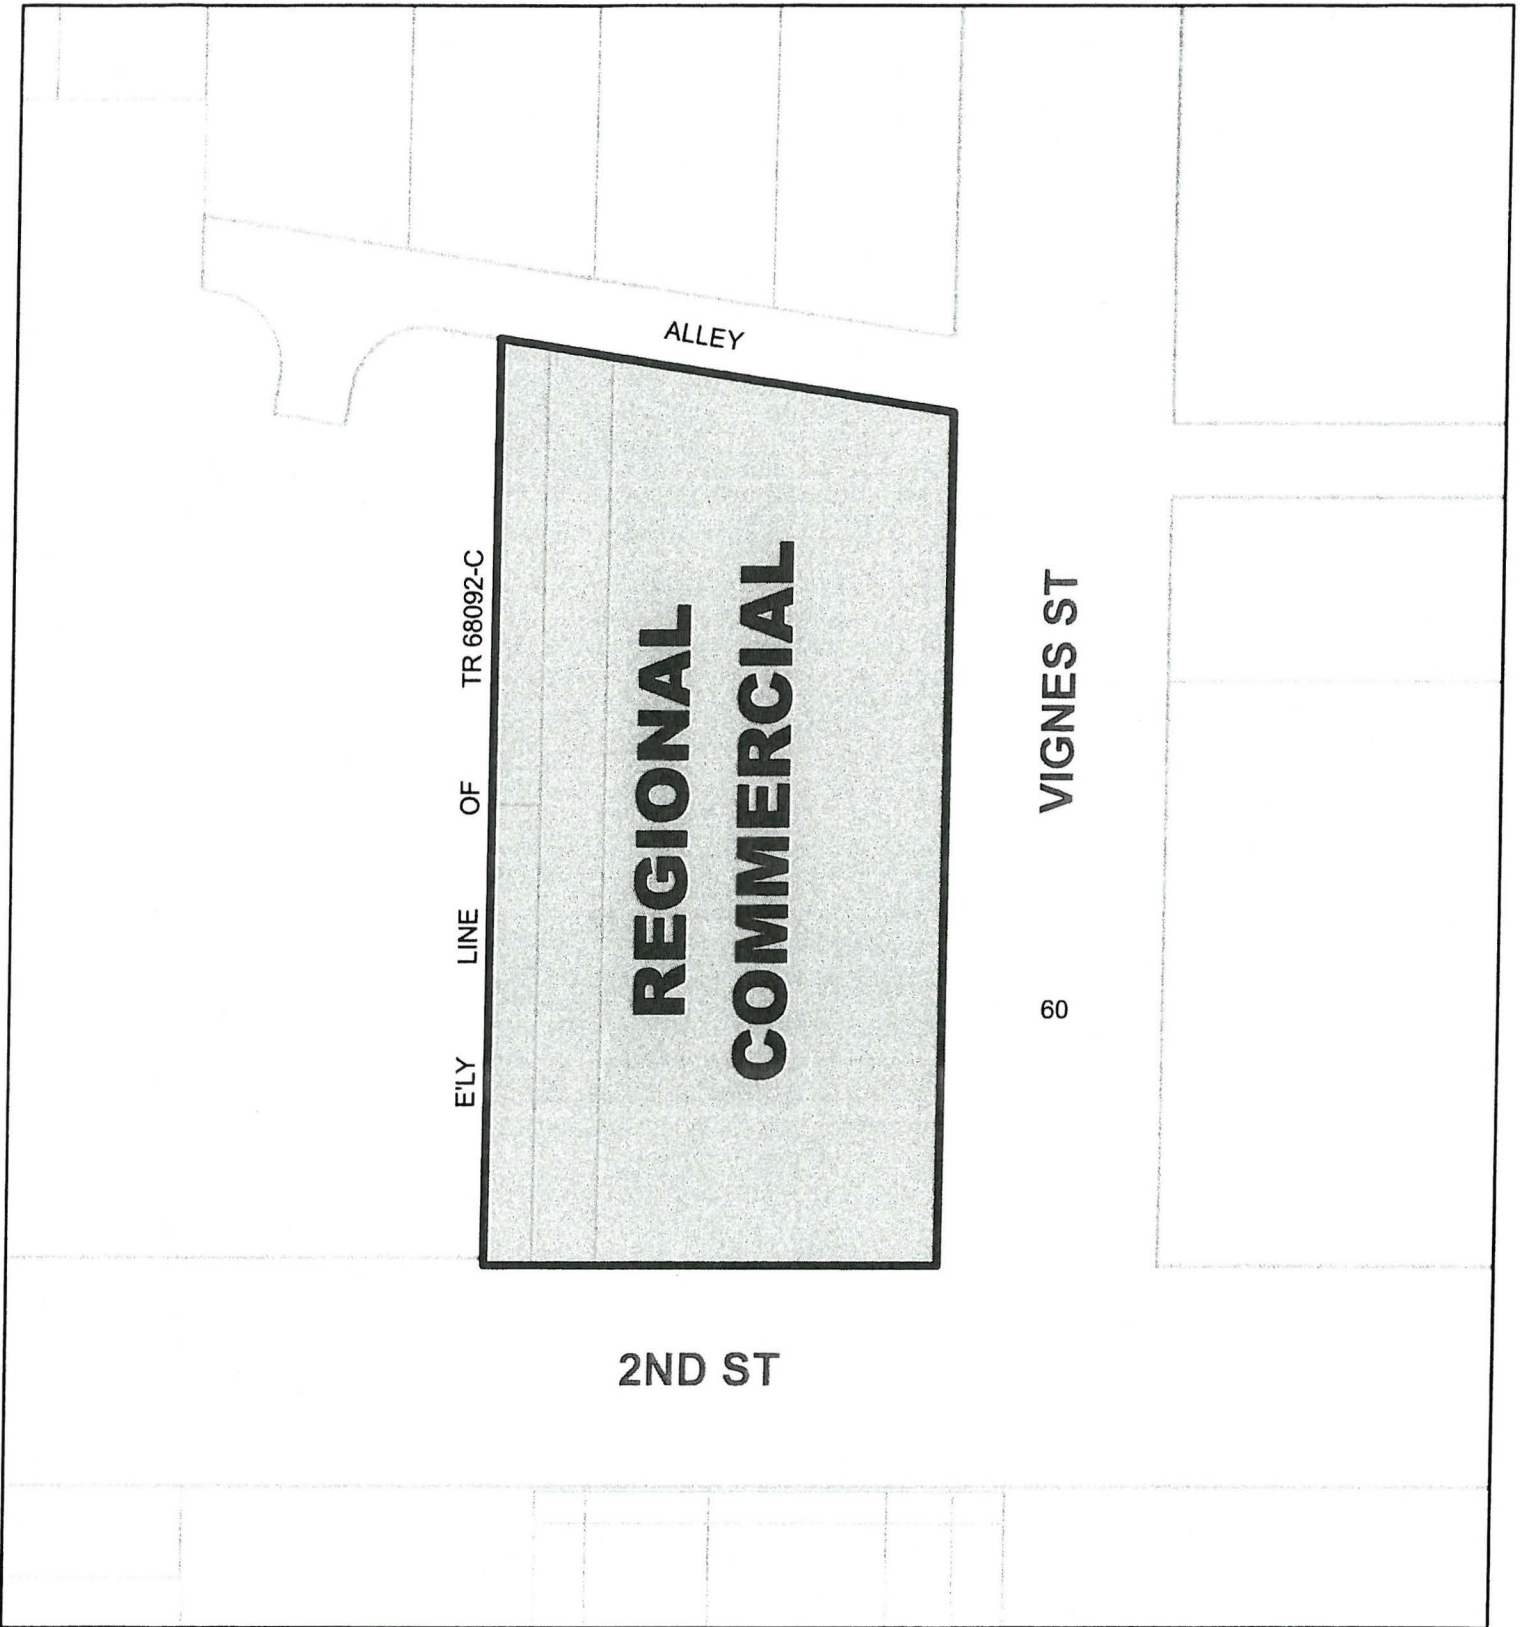 ALLEY
E'LY LINE OF TR 68092-C
REGIONAL
COMMERCIAL
VIGNES ST
60
2ND ST